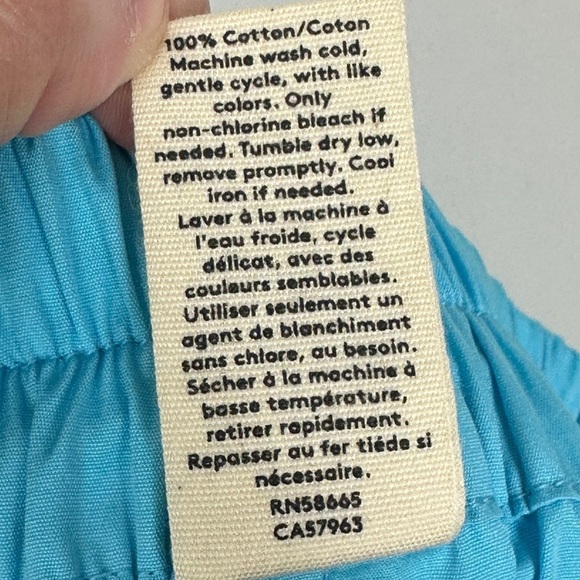 100% Cotton/Coton
Machine wash cold,
gentle cycle, with like
colors. Only
non-chlorine bleach if
needed. Tumble dry low,
remove promptly. Cool
iron if needed.
Laver à la machine à
l'eau froide, cycle
délicat, avec des
couleurs semblables.
Utiliser seulement un
agent de blanchiment
sans chlore, au besoin.
Sécher à la machine à
basse température,
retirer rapidement.
Repasser au fer tiéde si
nécessaire.
RN58665
CA57963